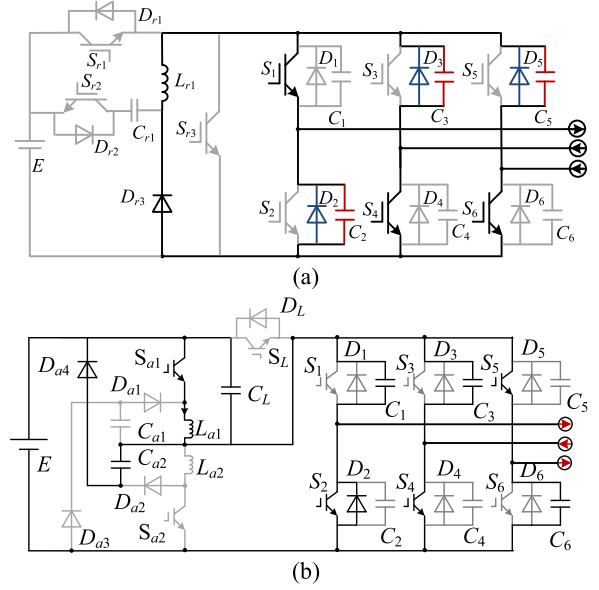 D_r1
S_r1
S_r2
L_r1
C_r1
S_r3
D_r2
E
D_r3
S_1
D_1
C_1
S_3
D_3
C_3
S_5
D_5
C_5
S_2
D_2
C_2
S_4
D_4
C_4
S_6
D_6
C_6
(a)
D_L
S_L
D_a4
S_a1
D_a1
C_L
C_a1
L_a1
E
C_a2
L_a2
D_a2
S_a2
D_a3
S_1
D_1
C_1
S_3
D_3
C_3
S_5
D_5
C_5
S_2
D_2
C_2
S_4
D_4
C_4
S_6
D_6
C_6
(b)